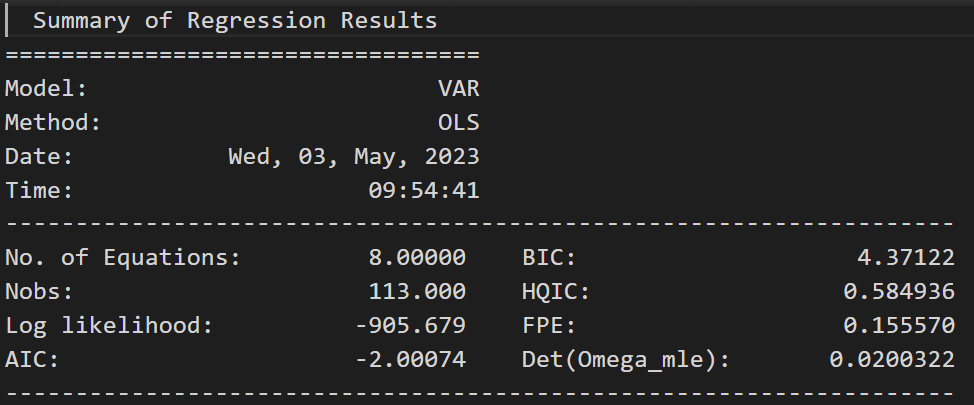 Summary of Regression Results
==================================
Model: VAR
Method: OLS
Date: Wed, 03, May, 2023
Time: 09:54:41
--------------------------------------------------------------------
No. of Equations: 8.00000 BIC: 4.37122
Nobs: 113.000 HQIC: 0.584936
Log likelihood: -905.679 FPE: 0.155570
AIC: -2.00074 Det(Omega_mle): 0.0200322
--------------------------------------------------------------------